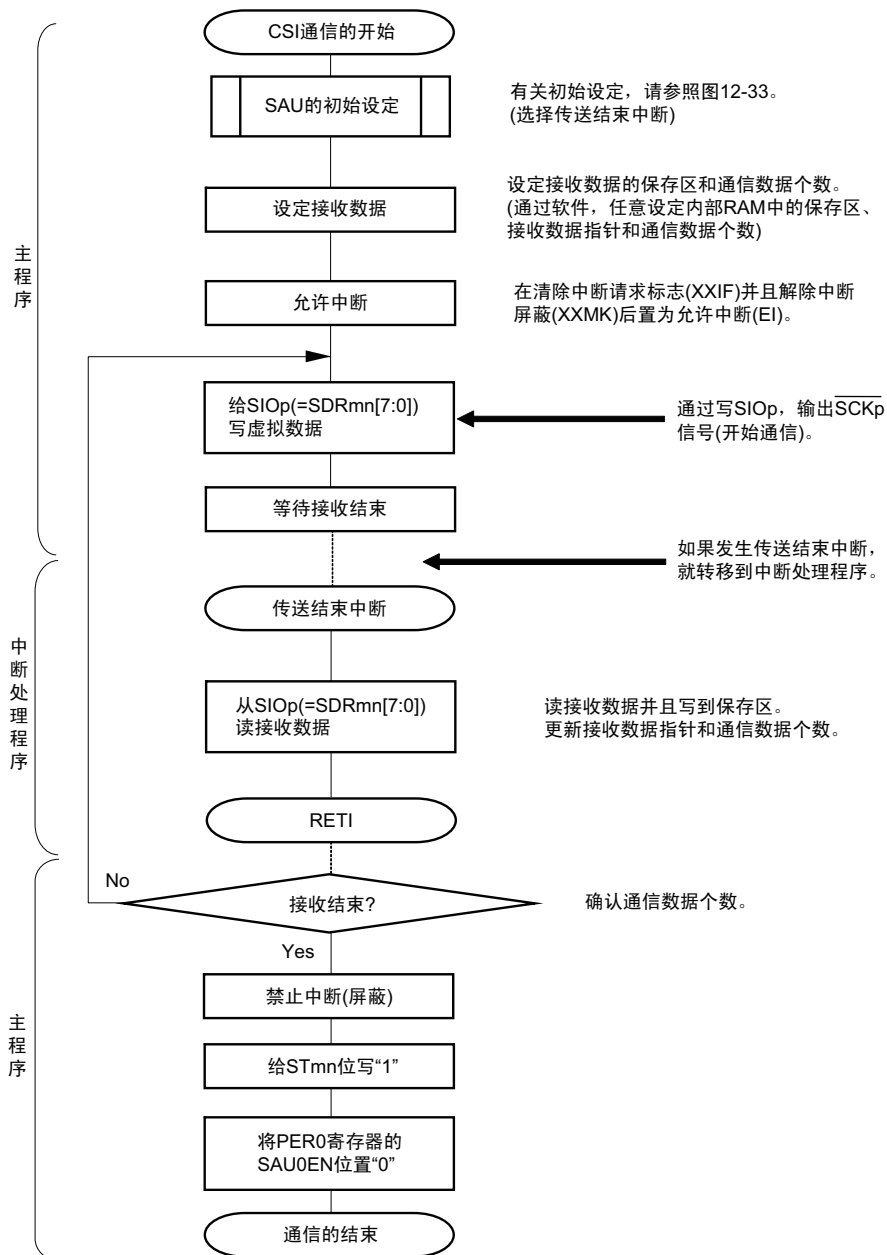 CSI通信的开始
SAU的初始设定
有关初始设定，请参照图12-33。
(选择传送结束中断)
设定接收数据
设定接收数据的保存区和通信数据个数。
(通过软件，任意设定内部RAM中的保存区、
接收数据指针和通信数据个数)
主程序
允许中断
在清除中断请求标志(XXIF)并且解除中断
屏蔽(XXMK)后置为允许中断(EI)。
给SIOp(=SDRmn[7:0])
写虚拟数据
通过写SIOp，输出S̅C̅K̅p̅
信号(开始通信)。
等待接收结束
如果发生传送结束中断，
就转移到中断处理程序。
传送结束中断
中断处理程序
从SIOp(=SDRmn[7:0])
读接收数据
读接收数据并且写到保存区。
更新接收数据指针和通信数据个数。
RETI
No
接收结束?
确认通信数据个数。
Yes
禁止中断(屏蔽)
主程序
给STmn位写“1”
将PER0寄存器的
SAU0EN位置“0”
通信的结束